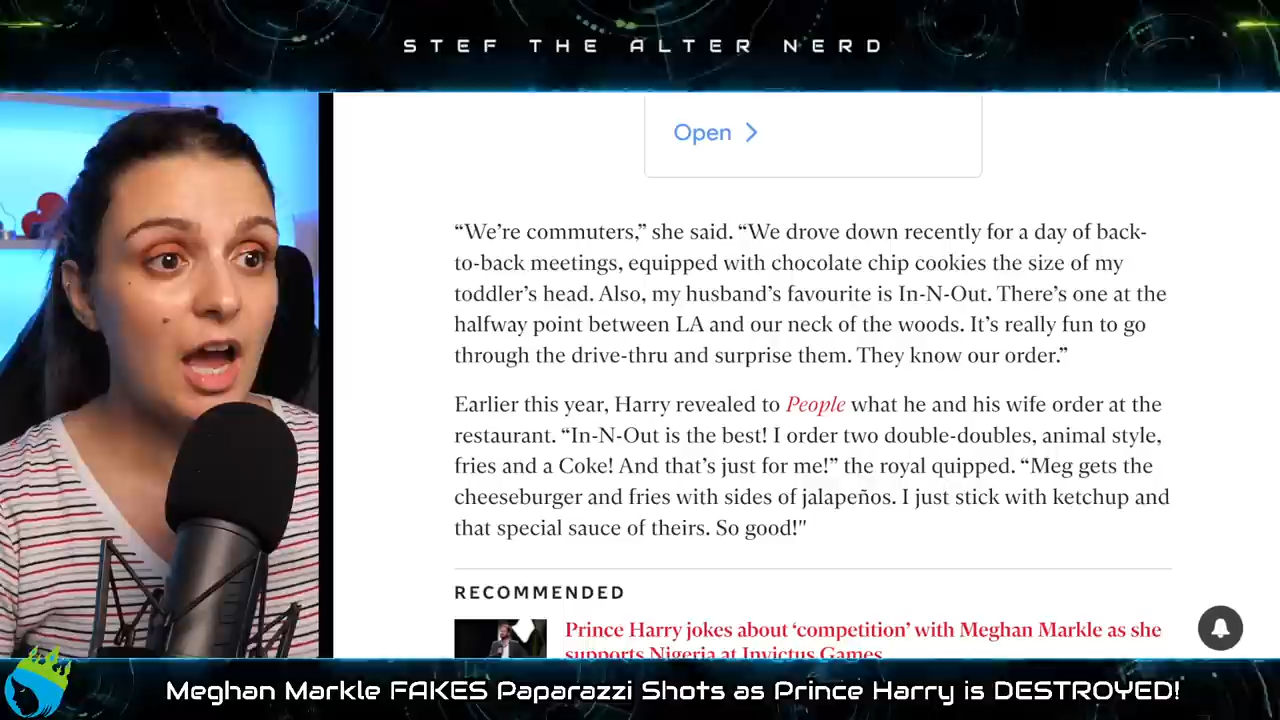 STEF THE ALTER NERD
Open
“We’re commuters,” she said. “We drove down recently for a day of back-
to-back meetings, equipped with chocolate chip cookies the size of my
toddler’s head. Also, my husband’s favourite is In-N-Out. There’s one at the
halfway point between LA and our neck of the woods. It’s really fun to go
through the drive-thru and surprise them. They know our order.”
Earlier this year, Harry revealed to People what he and his wife order at the
restaurant. “In-N-Out is the best! I order two double-doubles, animal style,
fries and a Coke! And that’s just for me!” the royal quipped. “Meg gets the
cheeseburger and fries with sides of jalapeños. I just stick with ketchup and
that special sauce of theirs. So good!"
RECOMMENDED
Prince Harry jokes about ‘competition’ with Meghan Markle as she
supports Nigeria at Invictus Games
Meghan Markle FAKES Paparazzi Shots as Prince Harry is DESTROYED!